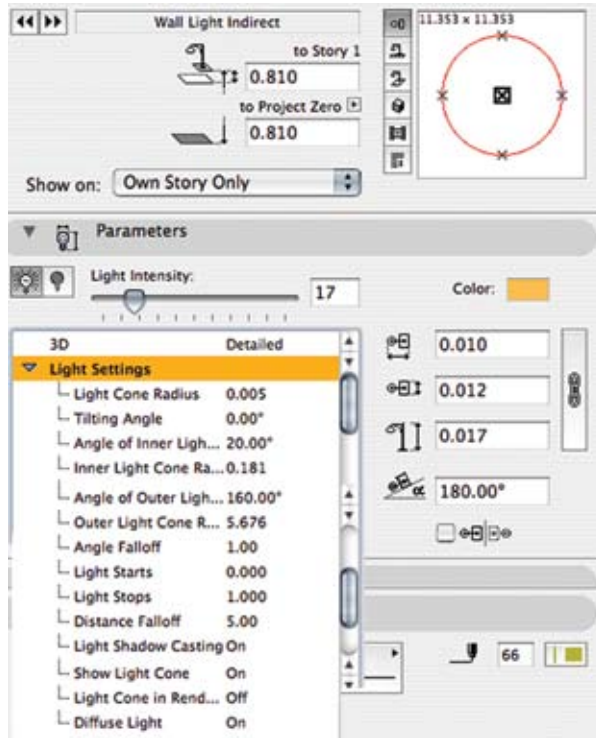 Wall Light Indirect
to Story 1
0.810
to Project Zero
0.810
Show on: Own Story Only
11.353 x 11.353
Parameters
Light Intensity:
17
Color:
3D Detailed
Light Settings
Light Cone Radius 0.005
Tilting Angle 0.00°
Angle of Inner Ligh... 20.00°
Inner Light Cone Ra... 0.181
Angle of Outer Ligh... 160.00°
Outer Light Cone R... 5.676
Angle Falloff 1.00
Light Starts 0.000
Light Stops 1.000
Distance Falloff 5.00
Light Shadow Casting On
Show Light Cone On
Light Cone in Rend... Off
Diffuse Light On
0.010
0.012
0.017
α 180.00°
66